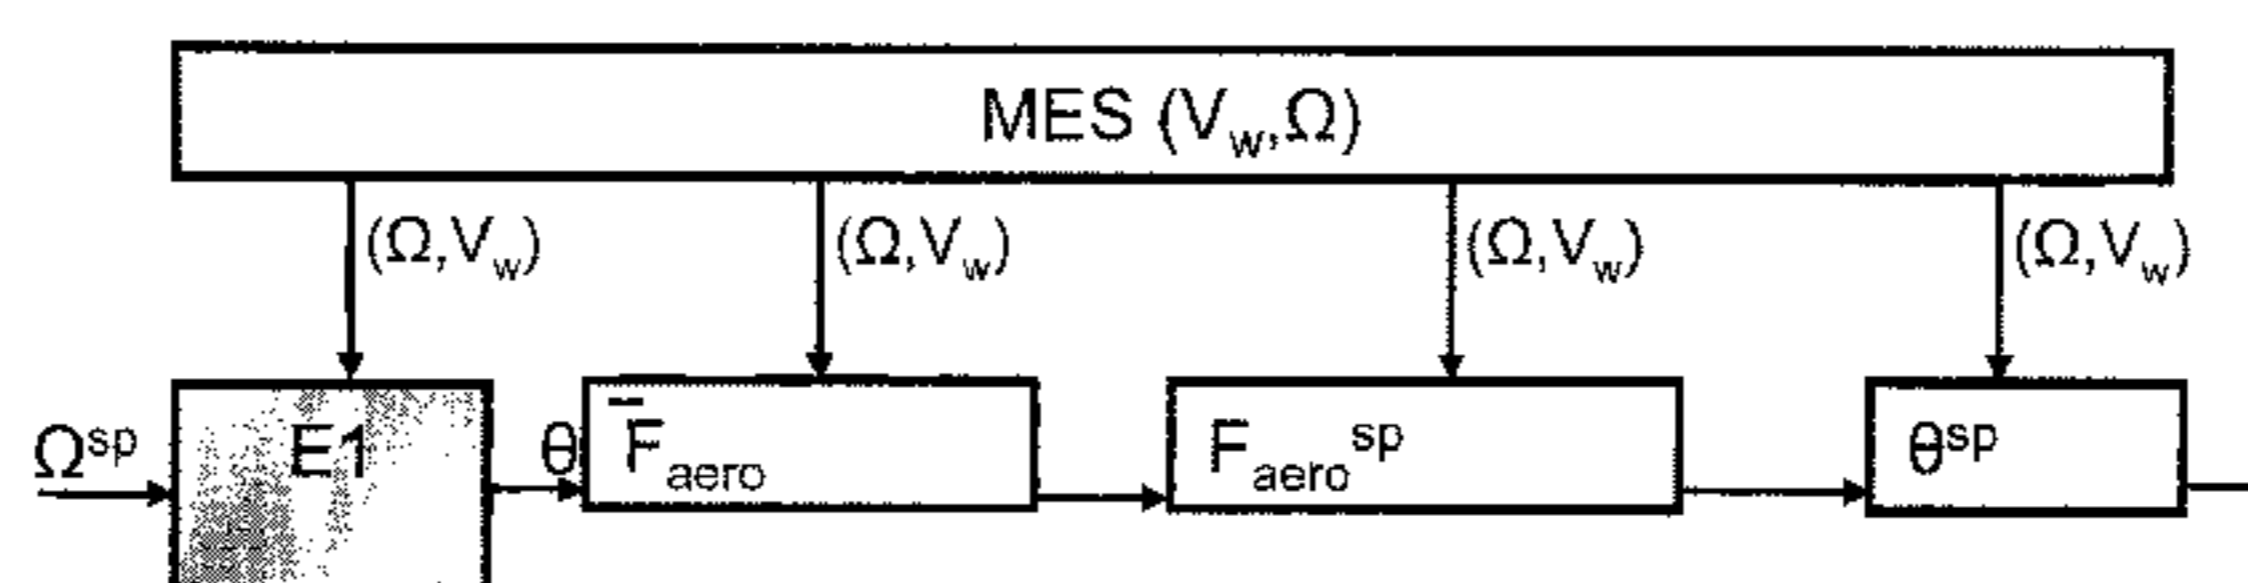 MES (Vw,Ω)
(Ω,Vw) (Ω,Vw) (Ω,Vw) (Ω,Vw)
Ωsp E1 θ F̄aero Faerosp θsp